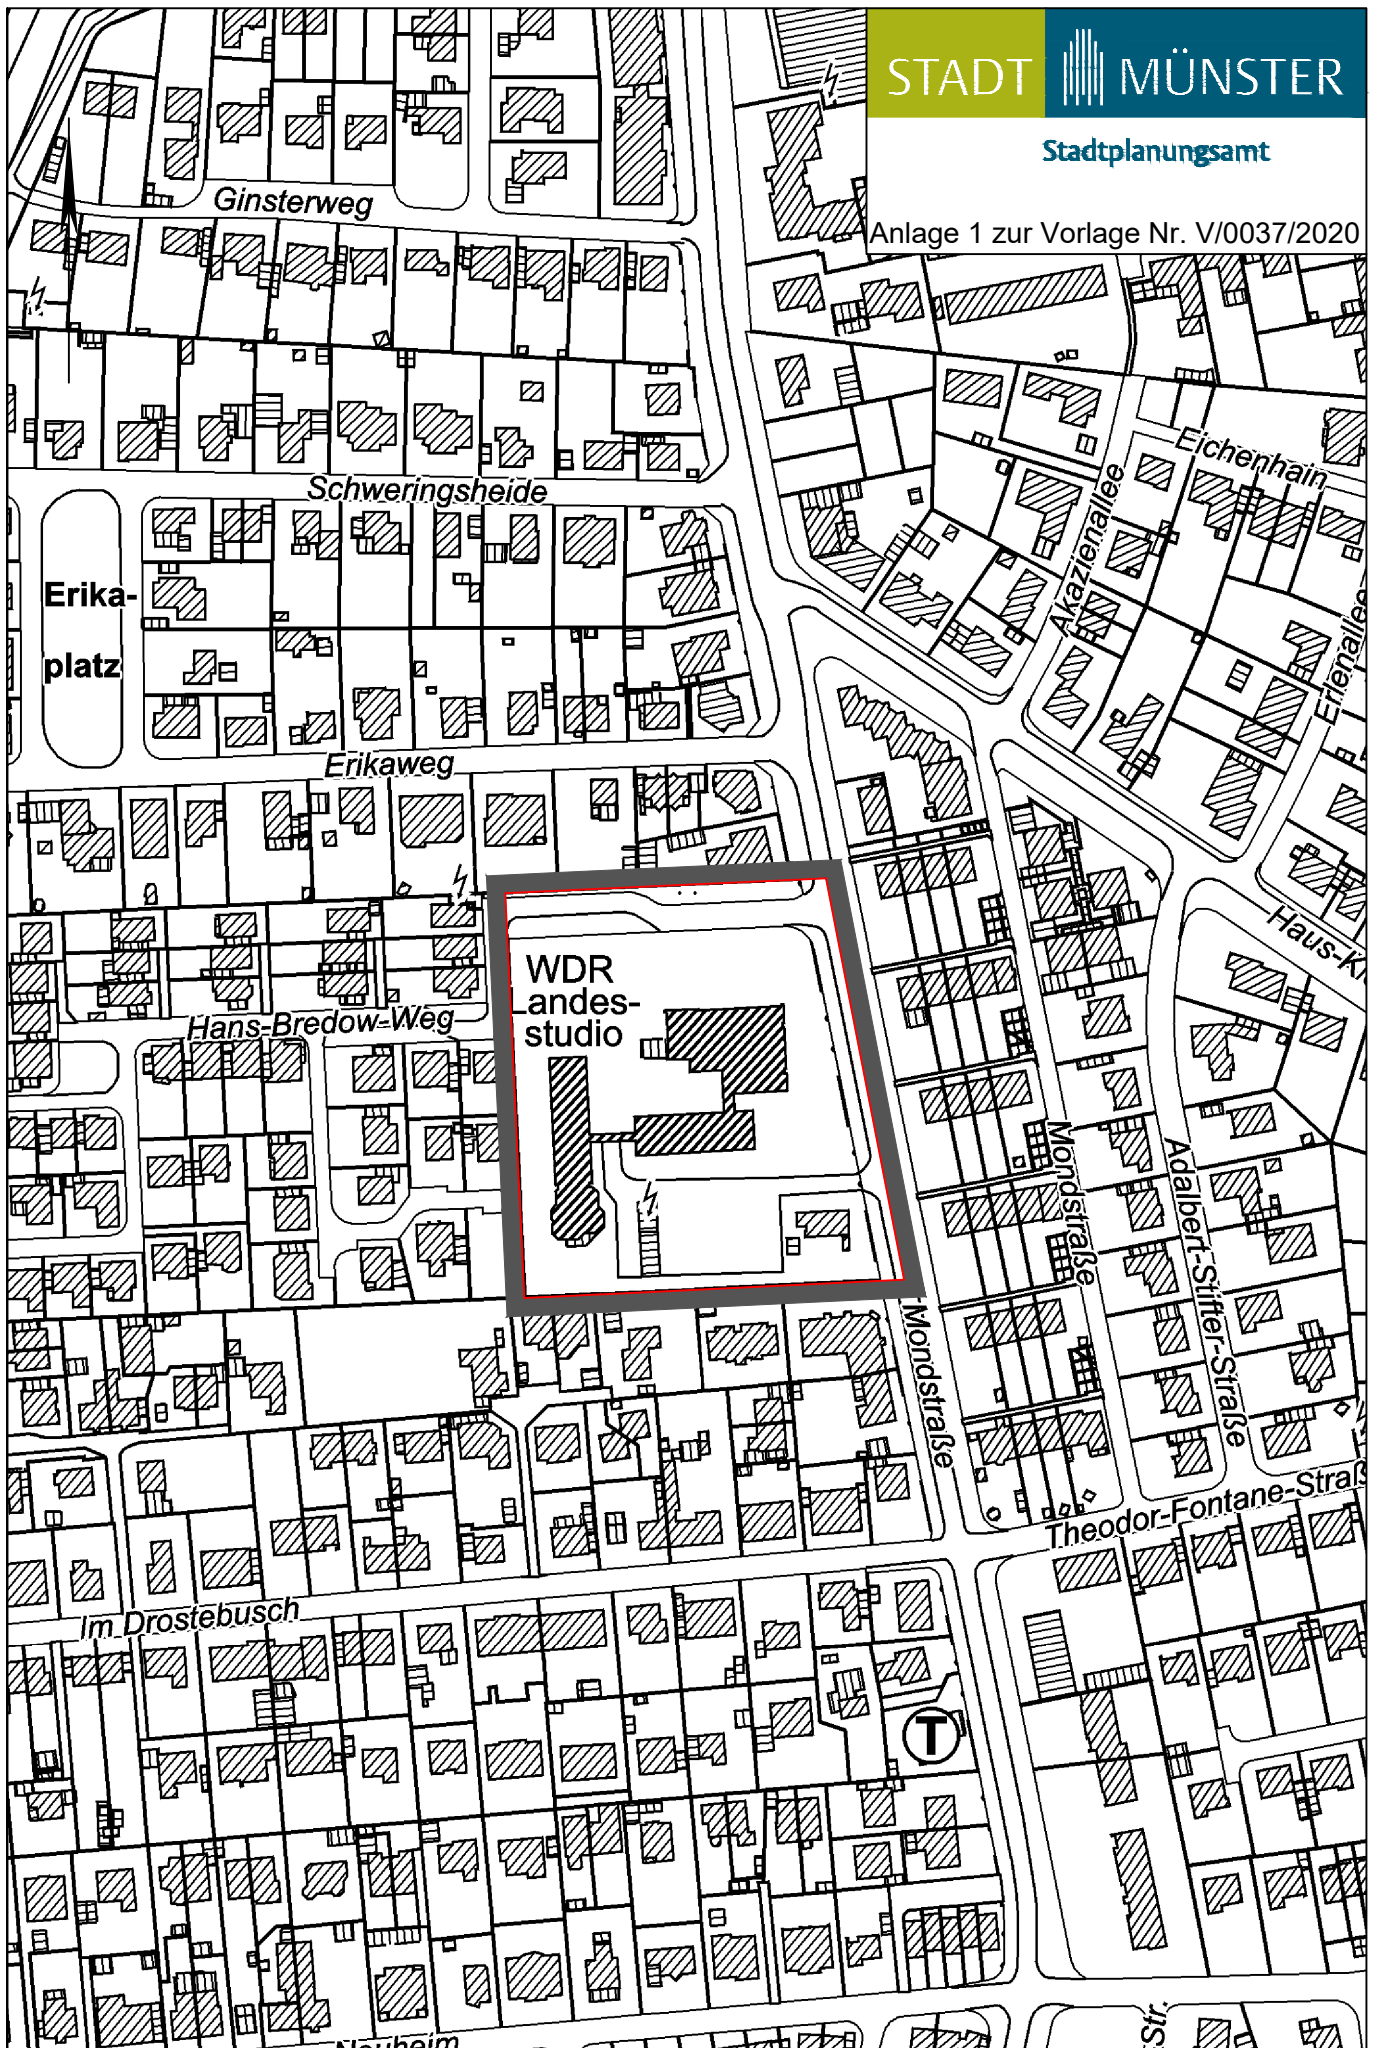 STADT MÜNSTER
Stadtplanungsamt
Anlage 1 zur Vorlage Nr. V/0037/2020
Ginsterweg
Eichenhain
Schweringsheide
Akazienallee
Erika-
platz
Erlenallee
Erikaweg
Haus-K
WDR
Landes-
studio
Hans-Bredow-Weg
Mondstraße
Adalbert-Stifter-Straße
Mondstraße
Theodor-Fontane-Straß
Im Drostebusch
T
Neuheim
Str.